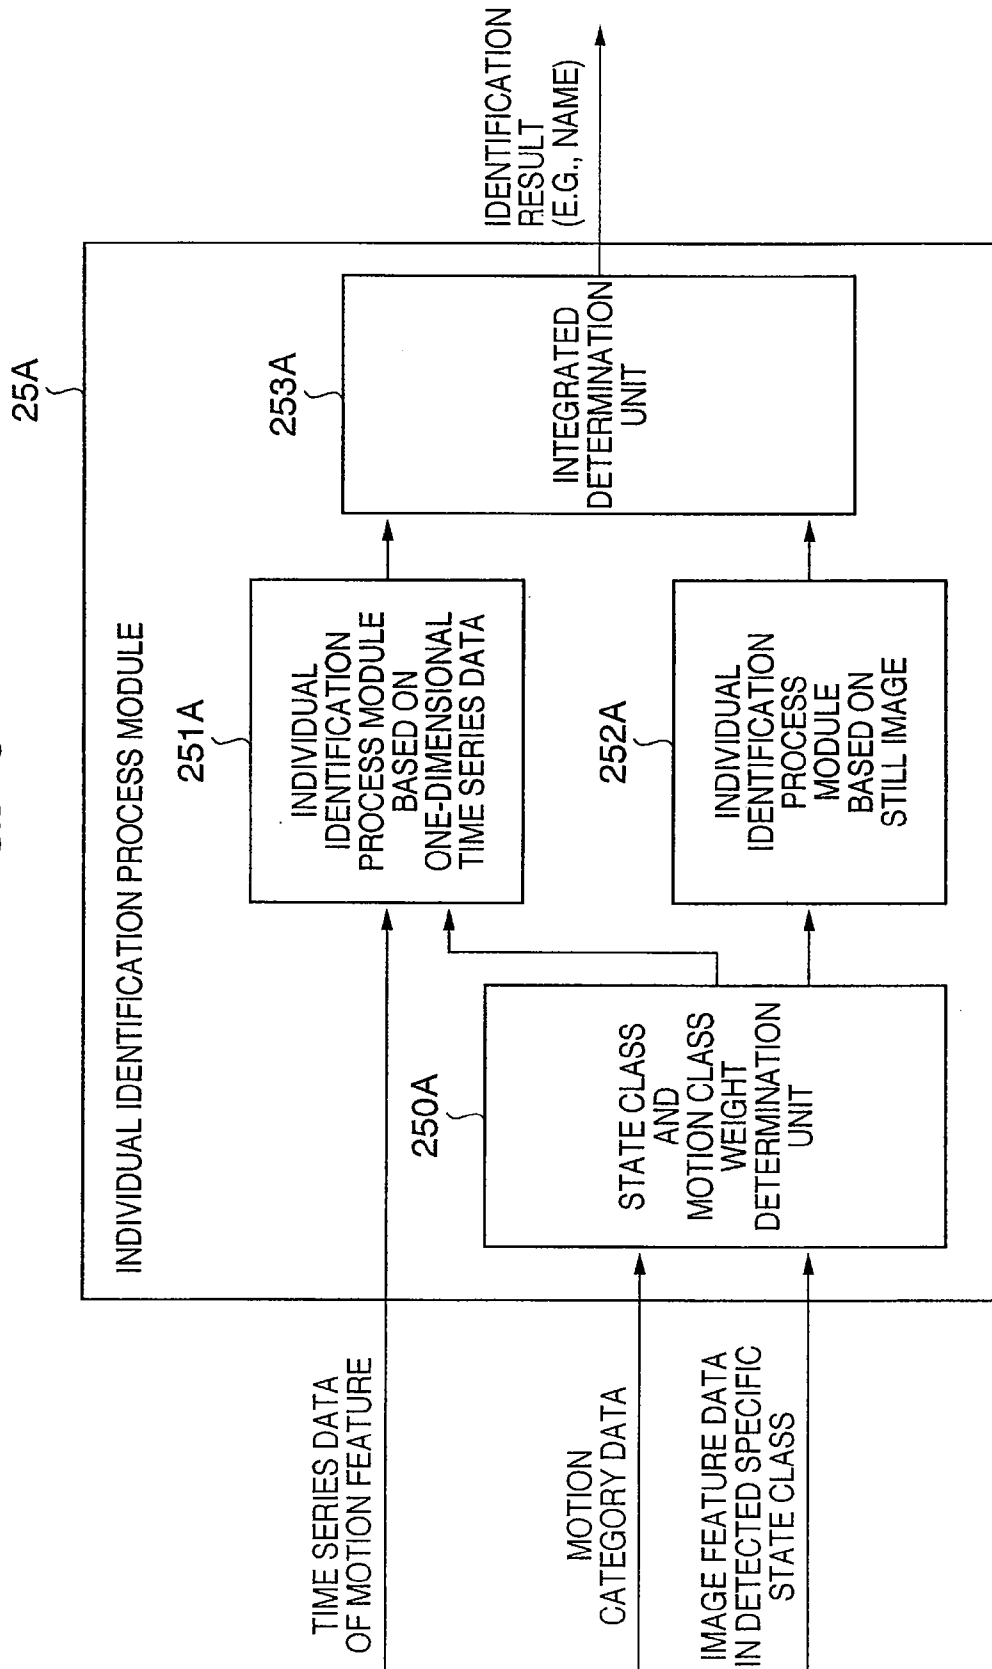 25A
INDIVIDUAL IDENTIFICATION PROCESS MODULE
TIME SERIES DATA
OF MOTION FEATURE
MOTION
CATEGORY DATA
IMAGE FEATURE DATA
IN DETECTED SPECIFIC
STATE CLASS
250A
STATE CLASS
AND
MOTION CLASS
WEIGHT
DETERMINATION
UNIT
251A
INDIVIDUAL
IDENTIFICATION
PROCESS MODULE
BASED ON
ONE-DIMENSIONAL
TIME SERIES DATA
252A
INDIVIDUAL
IDENTIFICATION
PROCESS
MODULE
BASED ON
STILL IMAGE
253A
INTEGRATED
DETERMINATION
UNIT
IDENTIFICATION
RESULT
(E.G., NAME)